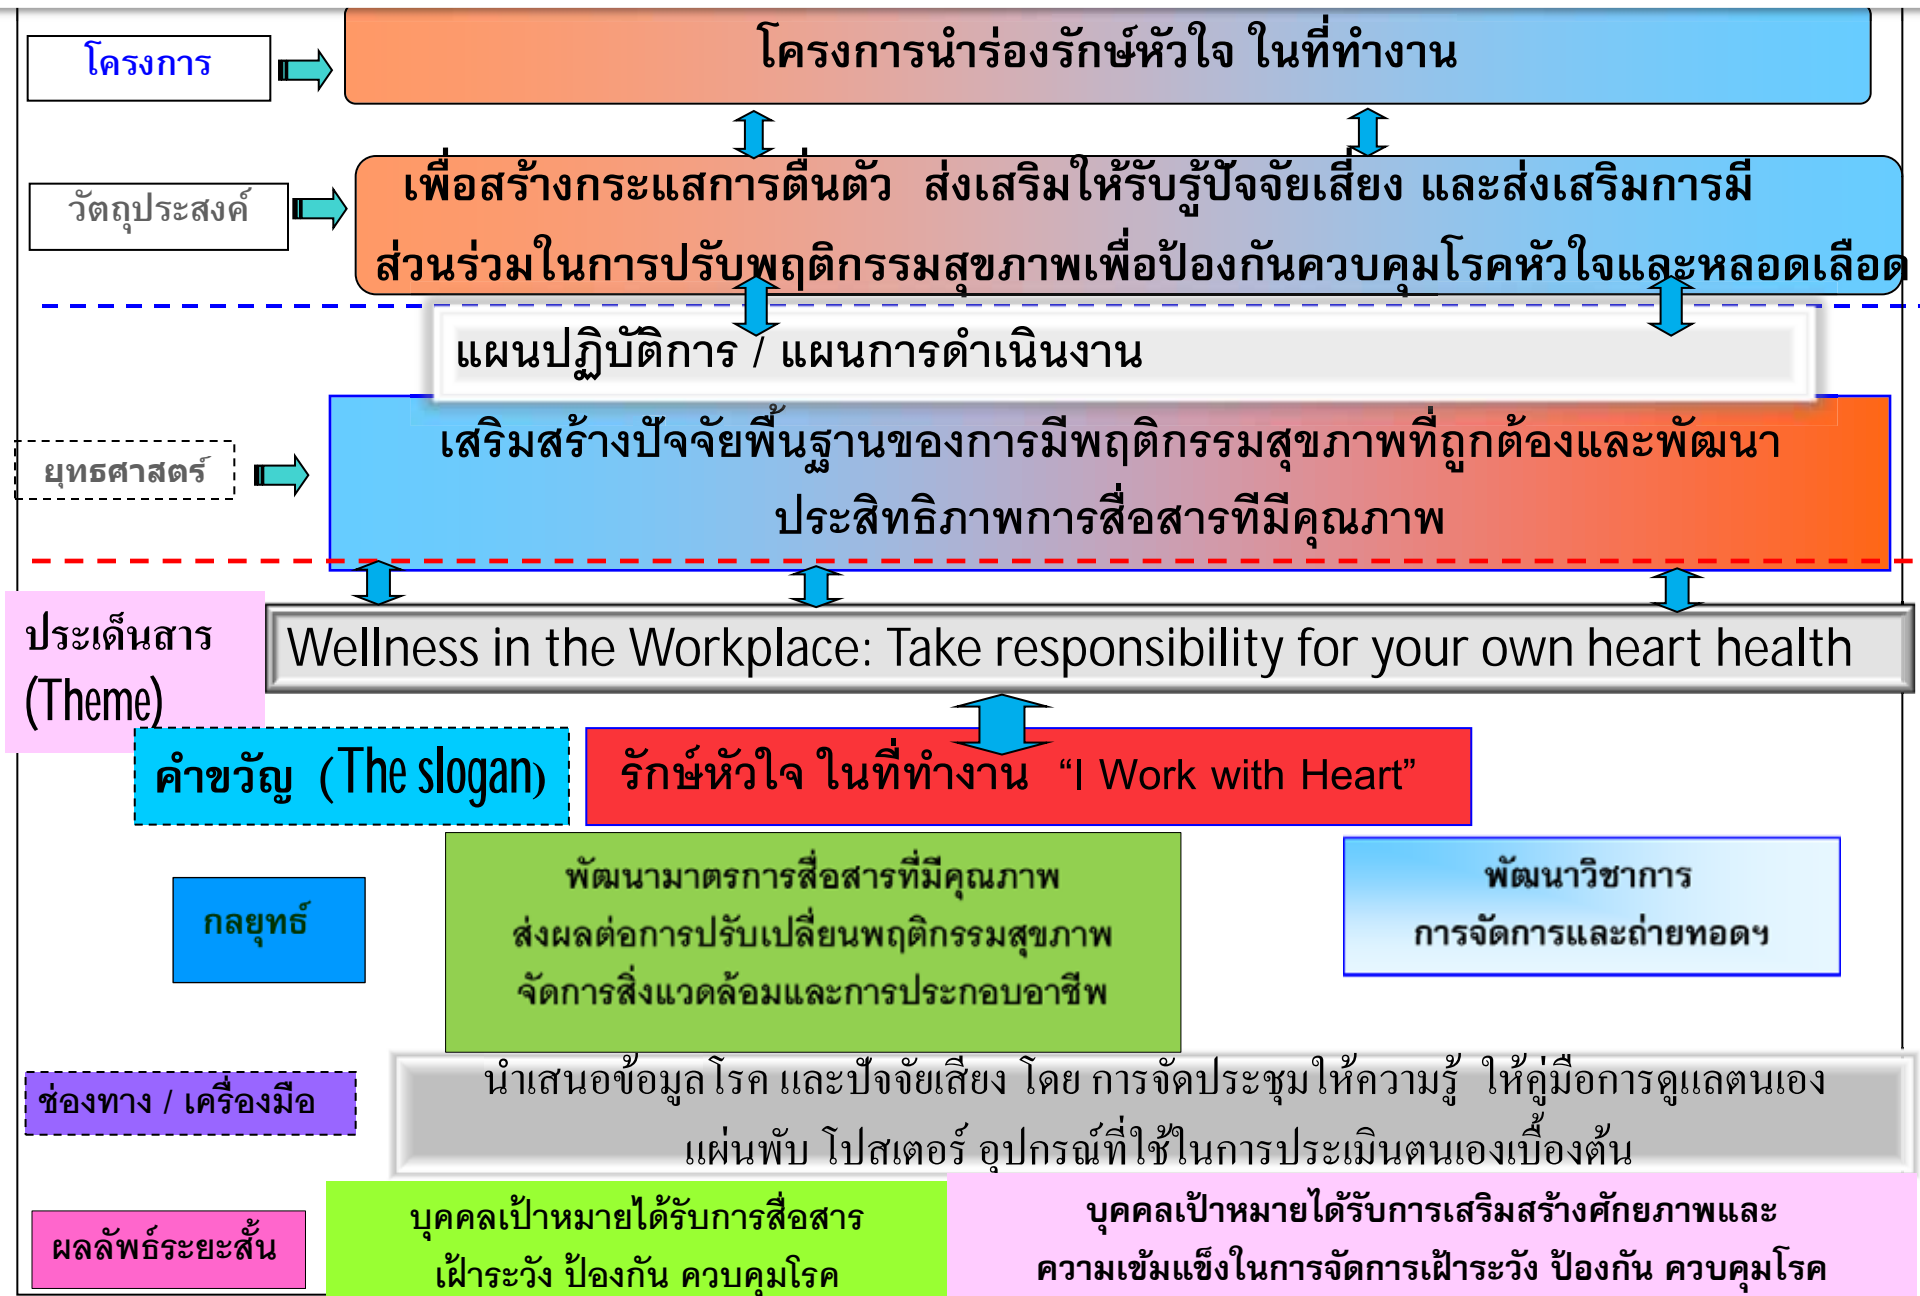 โครงการ
โครงการนำร่องรักษ์หัวใจ ในที่ทำงาน
วัตถุประสงค์
เพื่อสร้างกระแสการตื่นตัว ส่งเสริมให้รับรู้ปัจจัยเสี่ยง และส่งเสริมการมี
ส่วนร่วมในการปรับพฤติกรรมสุขภาพเพื่อป้องกันควบคุมโรคหัวใจและหลอดเลือด
แผนปฏิบัติการ / แผนการดำเนินงาน
ยุทธศาสตร์
เสริมสร้างปัจจัยพื้นฐานของการมีพฤติกรรมสุขภาพที่ถูกต้องและพัฒนา
ประสิทธิภาพการสื่อสารทีมีคุณภาพ
ประเด็นสาร
(Theme)
Wellness in the Workplace: Take responsibility for your own heart health
คำขวัญ (The slogan)
รักษ์หัวใจ ในที่ทำงาน “I Work with Heart”
กลยุทธ์
พัฒนามาตรการสื่อสารที่มีคุณภาพ
ส่งผลต่อการปรับเปลี่ยนพฤติกรรมสุขภาพ
จัดการสิ่งแวดล้อมและการประกอบอาชีพ
พัฒนาวิชาการ
การจัดการและถ่ายทอดฯ
ช่องทาง / เครื่องมือ
นำเสนอข้อมูลโรค และปัจจัยเสียง โดย การจัดประชุมให้ความรู้ ให้คู่มือการดูแลตนเอง
แผ่นพับ โปสเตอร์ อุปกรณ์ที่ใช้ในการประเมินตนเองเบื้องต้น
ผลลัพธ์ระยะสั้น
บุคคลเป้าหมายได้รับการสื่อสาร
เฝ้าระวัง ป้องกัน ควบคุมโรค
บุคคลเป้าหมายได้รับการเสริมสร้างศักยภาพและ
ความเข้มแข็งในการจัดการเฝ้าระวัง ป้องกัน ควบคุมโรค